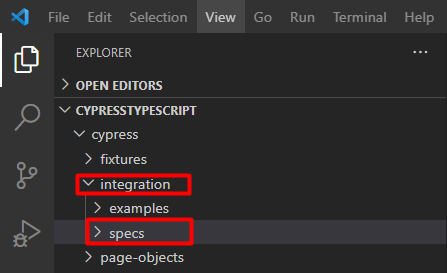 File Edit Selection View Go Run Terminal Help
EXPLORER ...
OPEN EDITORS
CYPRESSTYPESCRIPT
cypress
fixtures
integration
examples
specs
page-objects